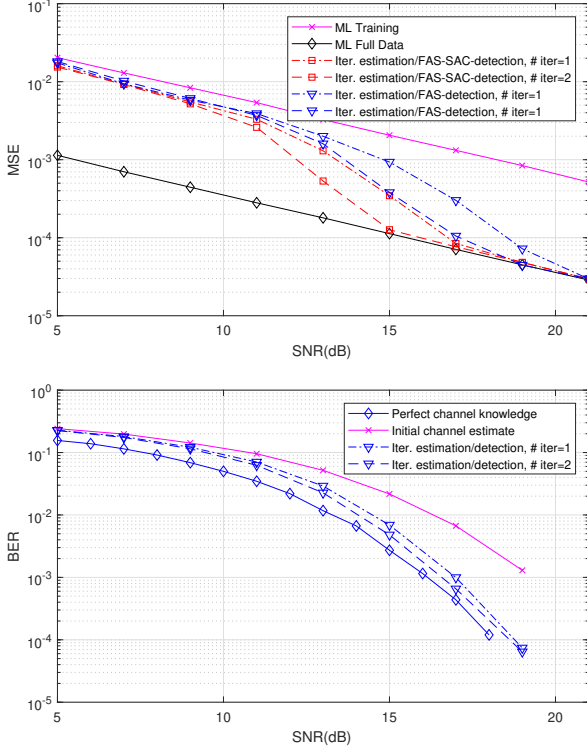 10^-1
10^-2
10^-3
10^-4
10^-5
MSE
ML Training
ML Full Data
Iter. estimation/FAS-SAC-detection, # iter=1
Iter. estimation/FAS-SAC-detection, # iter=2
Iter. estimation/FAS-detection, # iter=1
Iter. estimation/FAS-detection, # iter=1
5 10 15 20
SNR(dB)
10^0
10^-1
10^-2
10^-3
10^-4
10^-5
BER
Perfect channel knowledge
Initial channel estimate
Iter. estimation/detection, # iter=1
Iter. estimation/detection, # iter=2
5 10 15 20
SNR(dB)